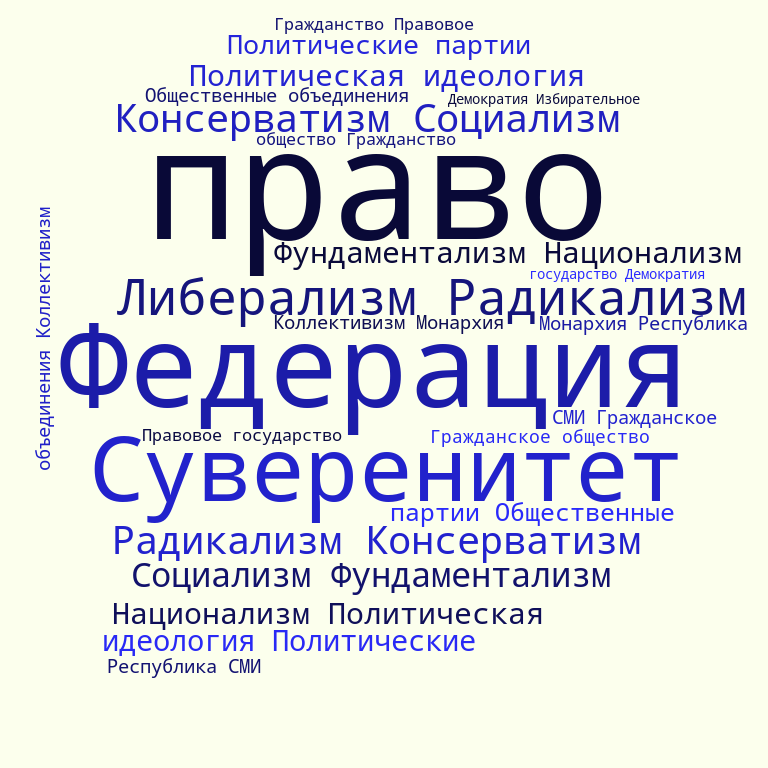 Гражданство Правовое
Политические партии
Политическая идеология
Общественные объединения
Демократия Избирательное
Консерватизм Социализм
общество Гражданство
право
Фундаментализм Национализм
государство Демократия
Либерализм Радикализм
Коллективизм Монархия
Монархия Республика
объединения Коллективизм
Федерация
СМИ Гражданское
Правовое государство
Гражданское общество
Суверенитет
партии Общественные
Радикализм Консерватизм
Социализм Фундаментализм
Национализм Политическая
идеология Политические
Республика СМИ